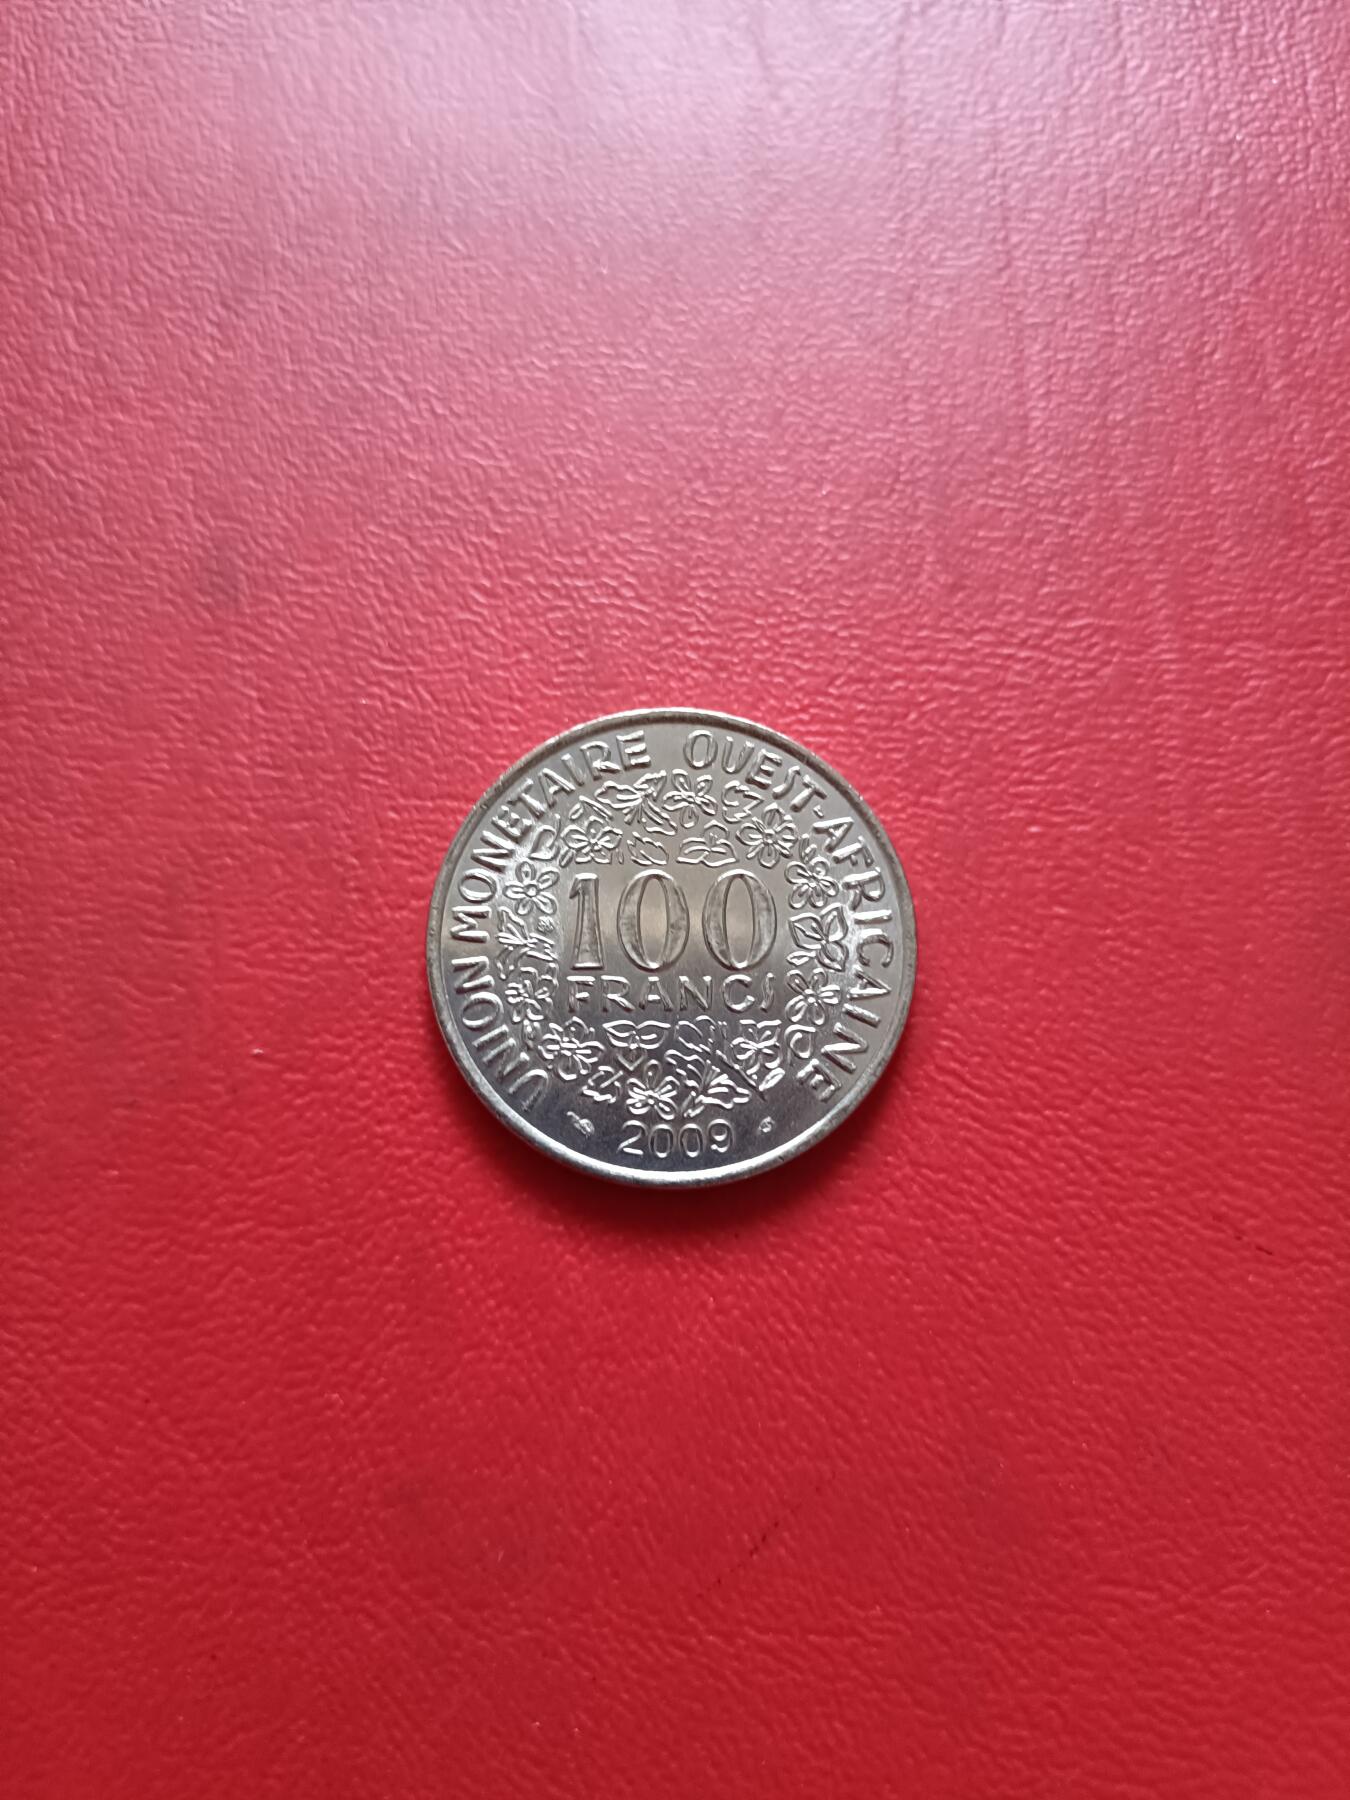 UNION MONETAIRE OUEST-AFRICAINE
100
FRANCS
2009